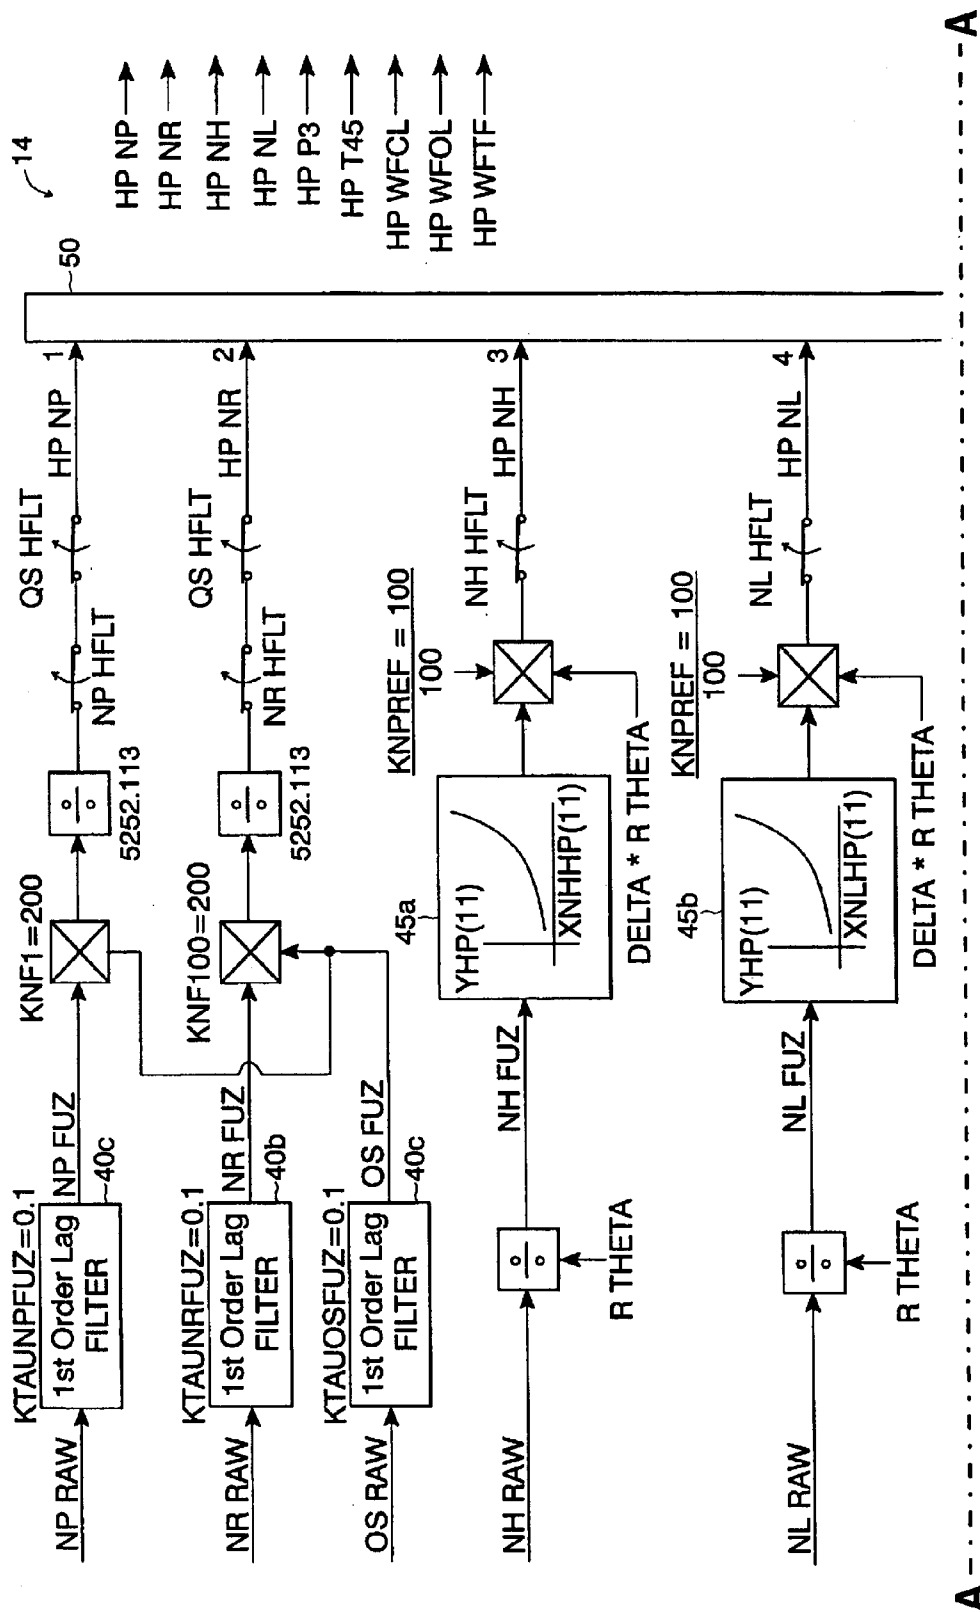 14
HP NP
HP NR
HP NH
HP NL
HP P3
HP T45
HP WFCL
HP WFOL
HP WFTF
50
KTAUNPFUZ=0.1
NP RAW
1st Order Lag
FILTER
40c
NP FUZ
KNF1=200
5252.113
NP HFLT
QS HFLT
HP NP
1
KTAUNRFUZ=0.1
NR RAW
1st Order Lag
FILTER
40b
NR FUZ
KNF100=200
5252.113
NR HFLT
QS HFLT
HP NR
2
KTAUOSFUZ=0.1
OS RAW
1st Order Lag
FILTER
40c
OS FUZ
NH RAW
R THETA
NH FUZ
45a
YHP(11)
XNHHP(11)
KNPREF = 100
100
DELTA * R THETA
NH HFLT
HP NH
3
NL RAW
R THETA
NL FUZ
45b
YHP(11)
XNLHP(11)
KNPREF = 100
100
DELTA * R THETA
NL HFLT
HP NL
4
A
A